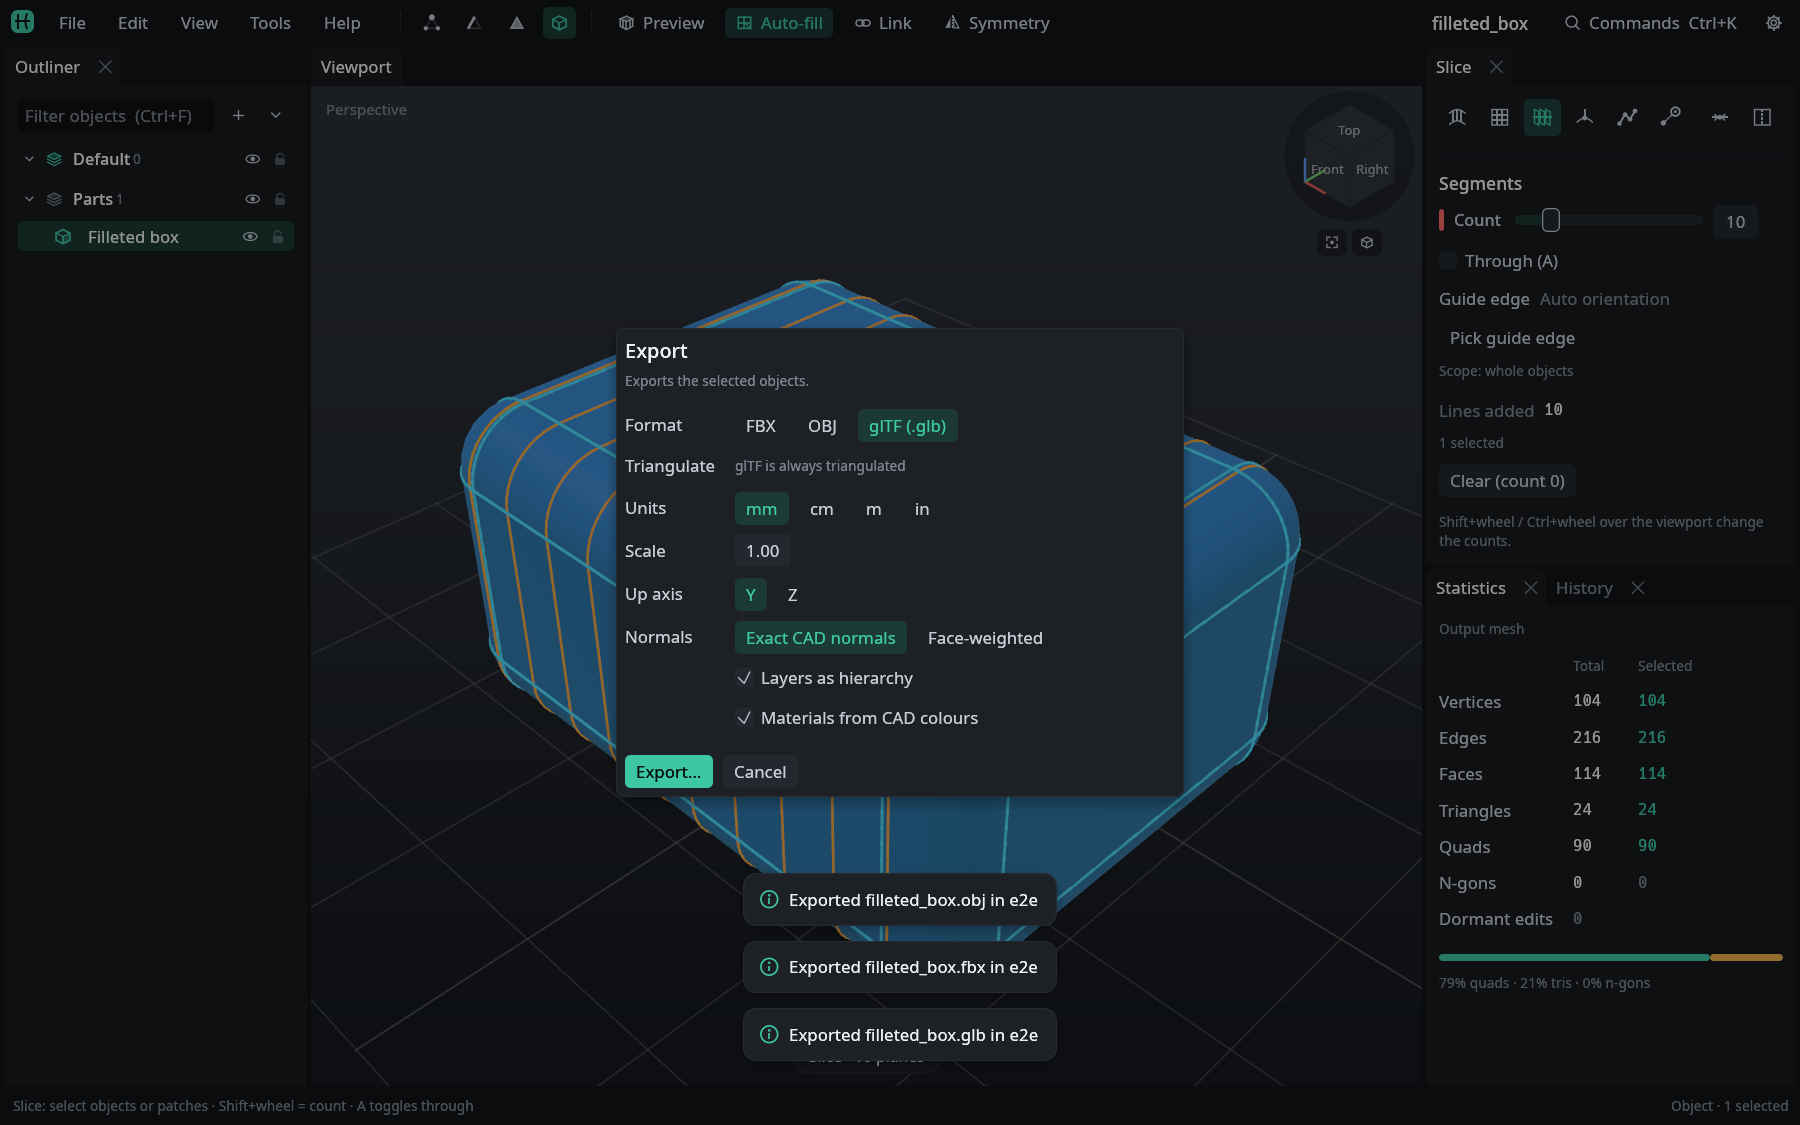 File Edit View Tools Help Preview Auto-fill Link Symmetry filleted_box Commands Ctrl+K
Outliner
Viewport
Slice
Filter objects (Ctrl+F)
Default 0
Parts 1
Filleted box
Perspective
Top
Front Right
Segments
Count 10
Through (A)
Guide edge Auto orientation
Pick guide edge
Scope: whole objects
Lines added 10
1 selected
Clear (count 0)
Shift+wheel / Ctrl+wheel over the viewport change
the counts.
Export
Exports the selected objects.
Format FBX OBJ glTF (.glb)
Triangulate glTF is always triangulated
Units mm cm m in
Scale 1.00
Up axis Y Z
Normals Exact CAD normals Face-weighted
Layers as hierarchy
Materials from CAD colours
Export... Cancel
Statistics History
Output mesh
Total Selected
Vertices 104 104
Edges 216 216
Faces 114 114
Triangles 24 24
Quads 90 90
N-gons 0 0
Dormant edits 0
79% quads · 21% tris · 0% n-gons
Exported filleted_box.obj in e2e
Exported filleted_box.fbx in e2e
Exported filleted_box.glb in e2e
Slice: select objects or patches · Shift+wheel = count · A toggles through
Object · 1 selected